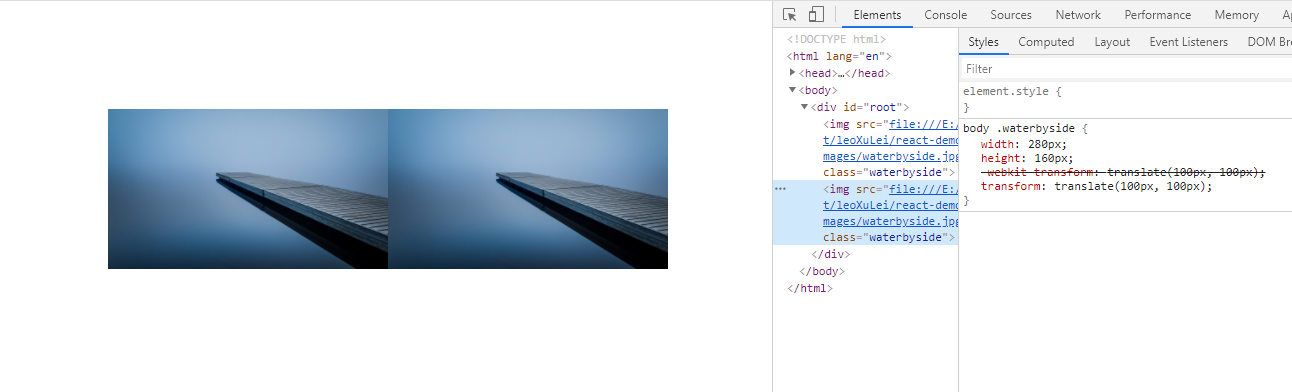 Elements Console Sources Network Performance Memory
Styles Computed Layout Event Listeners DOM Bre
Filter
<!DOCTYPE html>
<html lang="en">
<head>…</head>
<body>
<div id="root">
<img src="file:///E:/
t/leoXuLei/react-demo
mages/waterbyside.jpg
class="waterbyside">
<img src="file:///E:/
t/leoXuLei/react-demo
mages/waterbyside.jpg
class="waterbyside">
</div>
</body>
</html>
element.style {
}
body .waterbyside {
width: 280px;
height: 160px;
-webkit-transform: translate(100px, 100px);
transform: translate(100px, 100px);
}